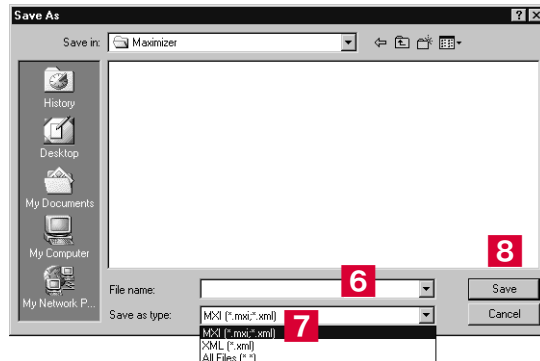 Save As
Save in: Maximizer
History
Desktop
My Documents
My Computer
My Network P...
8
File name: 6 Save
Save as type: MXI (*.mxi;*.xml) Cancel
MXI (*.mxi;*.xml) 7
XML (*.xml)
All Files (*.*)